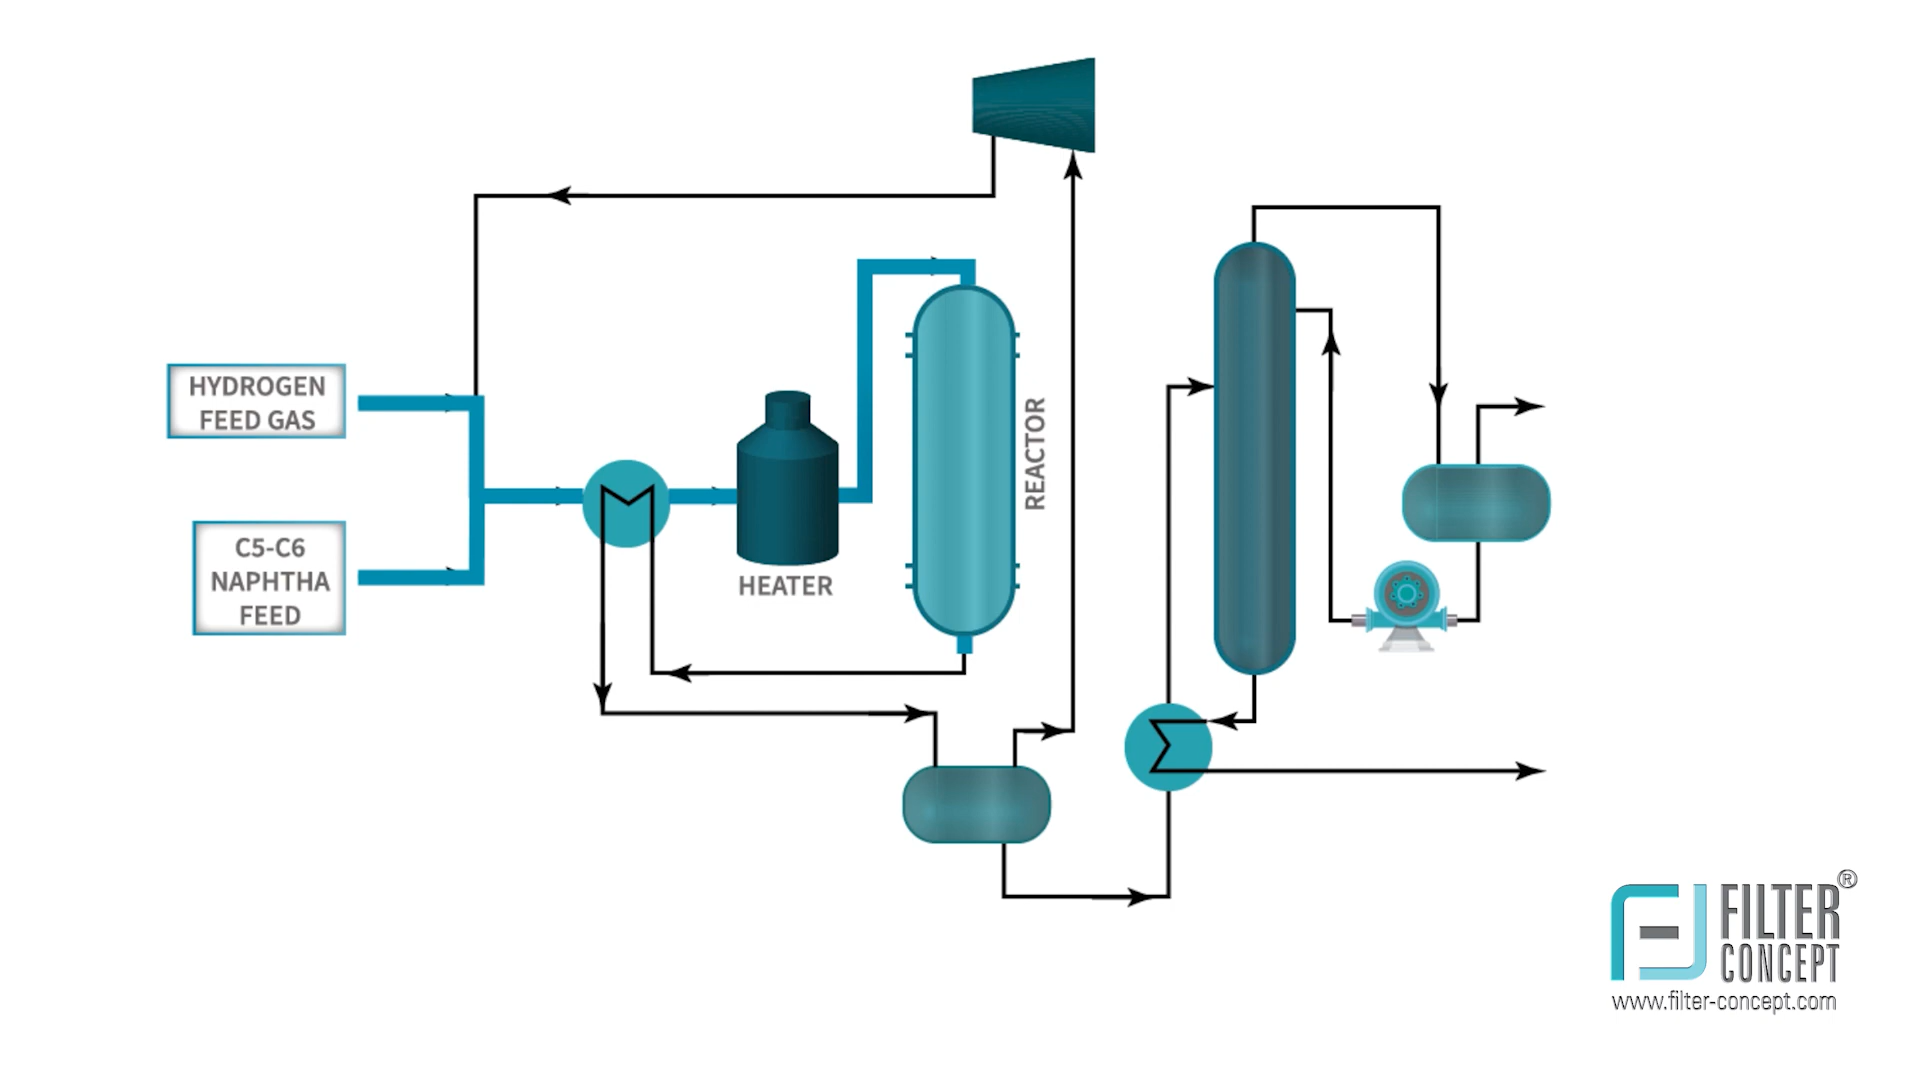 HYDROGEN
FEED GAS
C5-C6
NAPHTHA
FEED
HEATER
REACTOR
FILTER®
CONCEPT
www.filter-concept.com